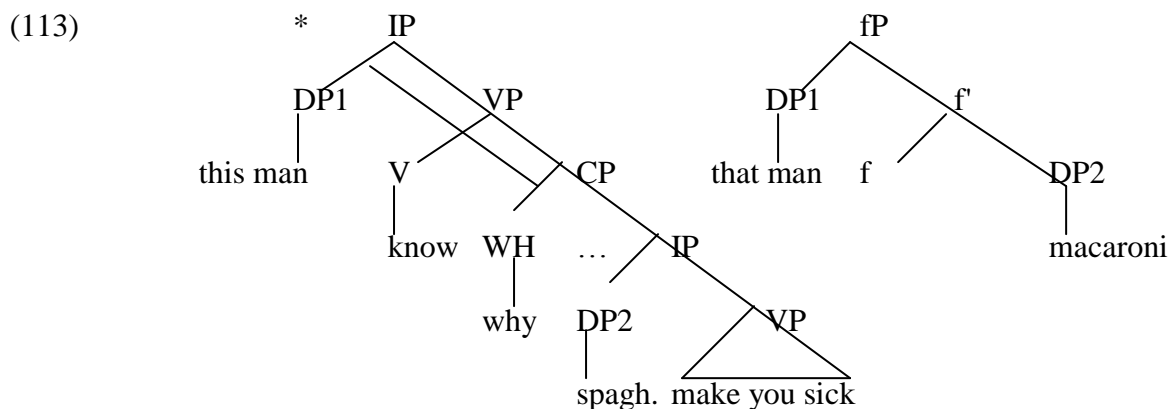 (113) * IP fP
DP1 VP DP1 f'
this man V CP that man f DP2
know WH … IP macaroni
why DP2 VP
spagh. make you sick